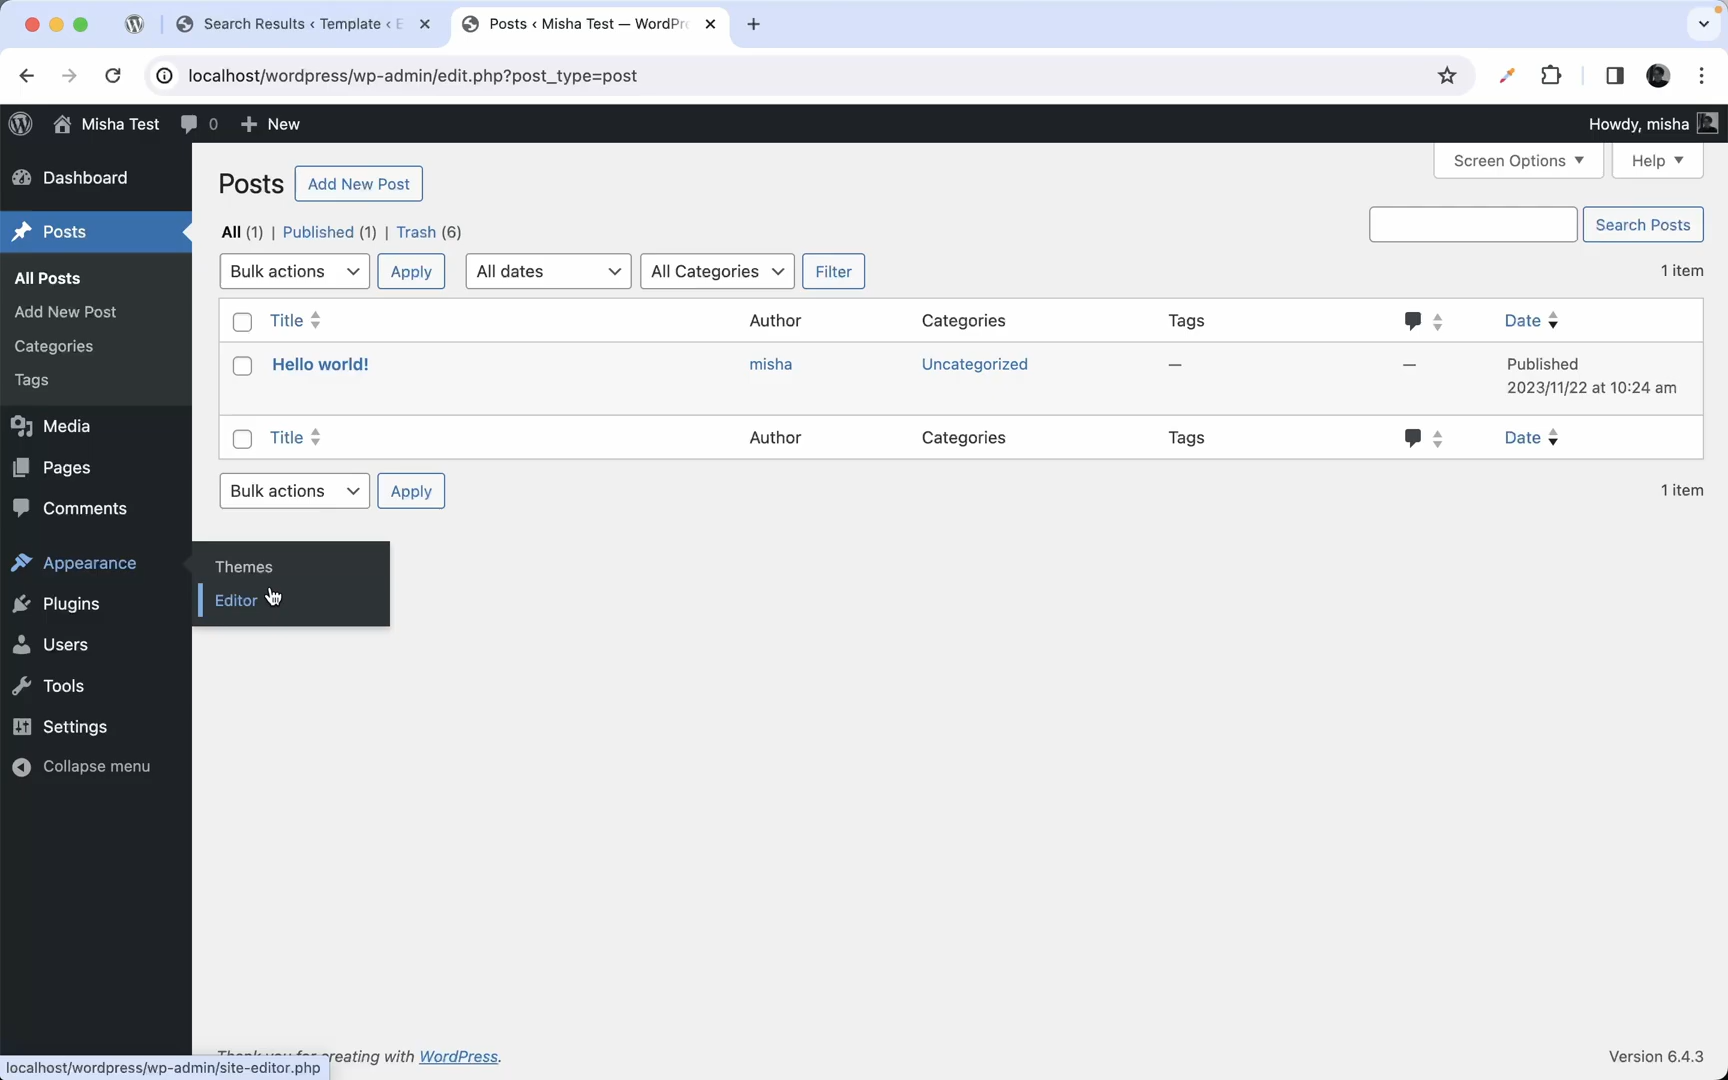 Search Results ‹ Template ‹ E
Posts ‹ Misha Test — WordPre
localhost/wordpress/wp-admin/edit.php?post_type=post
Misha Test 0 New Howdy, misha
Screen Options Help
Dashboard
Posts
All Posts
Add New Post
Categories
Tags
Media
Pages
Comments
Appearance
Plugins
Users
Tools
Settings
Collapse menu
Themes
Editor
Posts Add New Post
All (1) | Published (1) | Trash (6)
Search Posts
Bulk actions Apply All dates All Categories Filter 1 item
Title Author Categories Tags Date
Hello world! misha Uncategorized — — Published
2023/11/22 at 10:24 am
Title Author Categories Tags Date
Bulk actions Apply 1 item
Thank you for creating with WordPress. Version 6.4.3
localhost/wordpress/wp-admin/site-editor.php